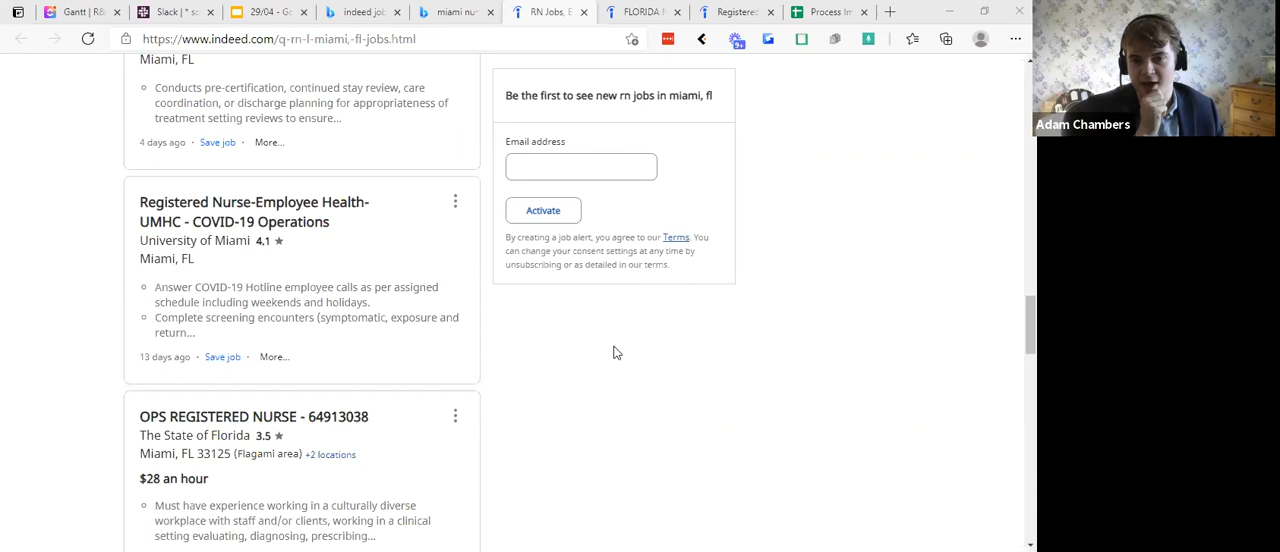 Gantt | R&
Slack | * sa
29/04 - Go
indeed job
miami nur
RN Jobs, E
FLORIDA M
Registered
Process Im
https://www.indeed.com/q-rn-l-miami,-fl-jobs.html
9+
Miami, FL
Conducts pre-certification, continued stay review, care
coordination, or discharge planning for appropriateness of
treatment setting reviews to ensure...
4 days ago · Save job · More...
Registered Nurse-Employee Health-
UMHC - COVID-19 Operations
University of Miami 4.1 ★
Miami, FL
Answer COVID-19 Hotline employee calls as per assigned
schedule including weekends and holidays.
Complete screening encounters (symptomatic, exposure and
return...
13 days ago · Save job · More...
OPS REGISTERED NURSE - 64913038
The State of Florida 3.5 ★
Miami, FL 33125 (Flagami area) +2 locations
$28 an hour
Must have experience working in a culturally diverse
workplace with staff and/or clients, working in a clinical
setting evaluating, diagnosing, prescribing...
Be the first to see new rn jobs in miami, fl
Email address
Activate
By creating a job alert, you agree to our Terms. You
can change your consent settings at any time by
unsubscribing or as detailed in our terms.
Adam Chambers